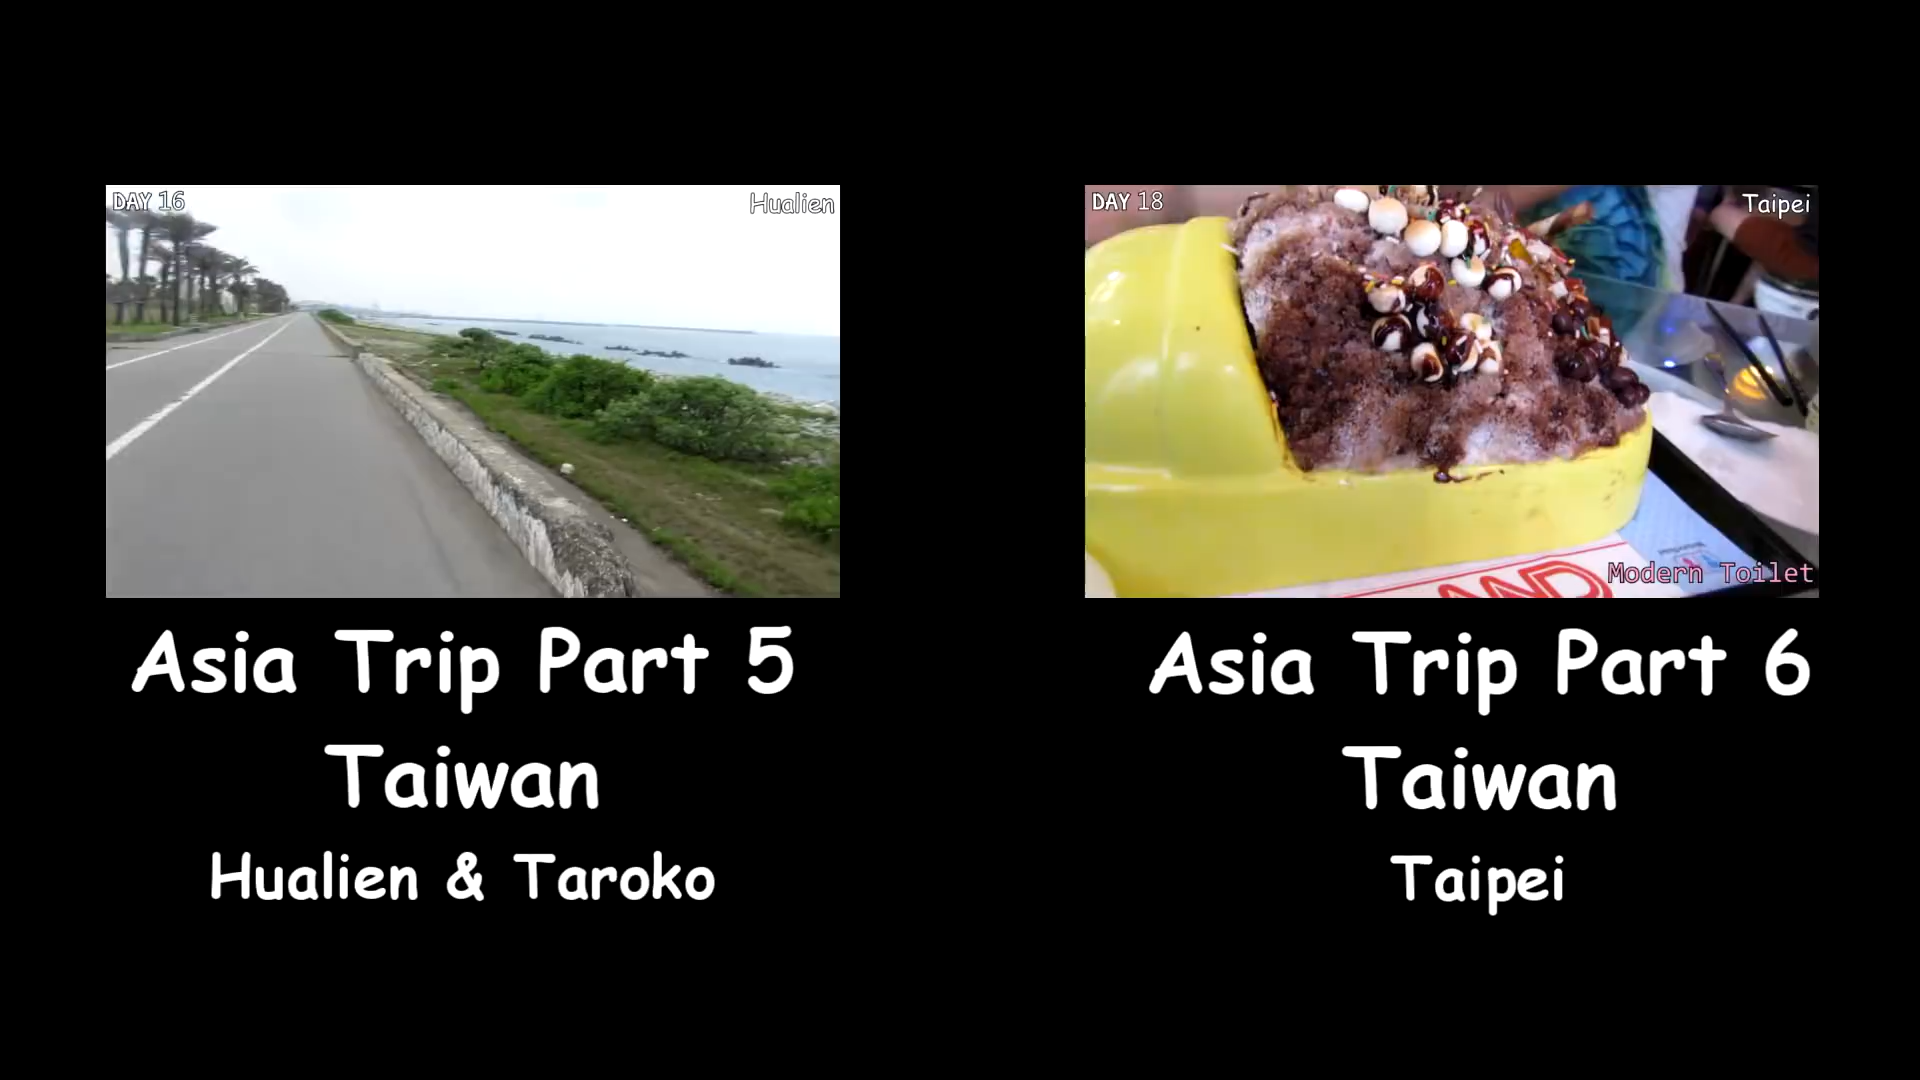 DAY 16
Hualien
Asia Trip Part 5
Taiwan
Hualien & Taroko
DAY 18
Taipei
Modern Toilet
Asia Trip Part 6
Taiwan
Taipei